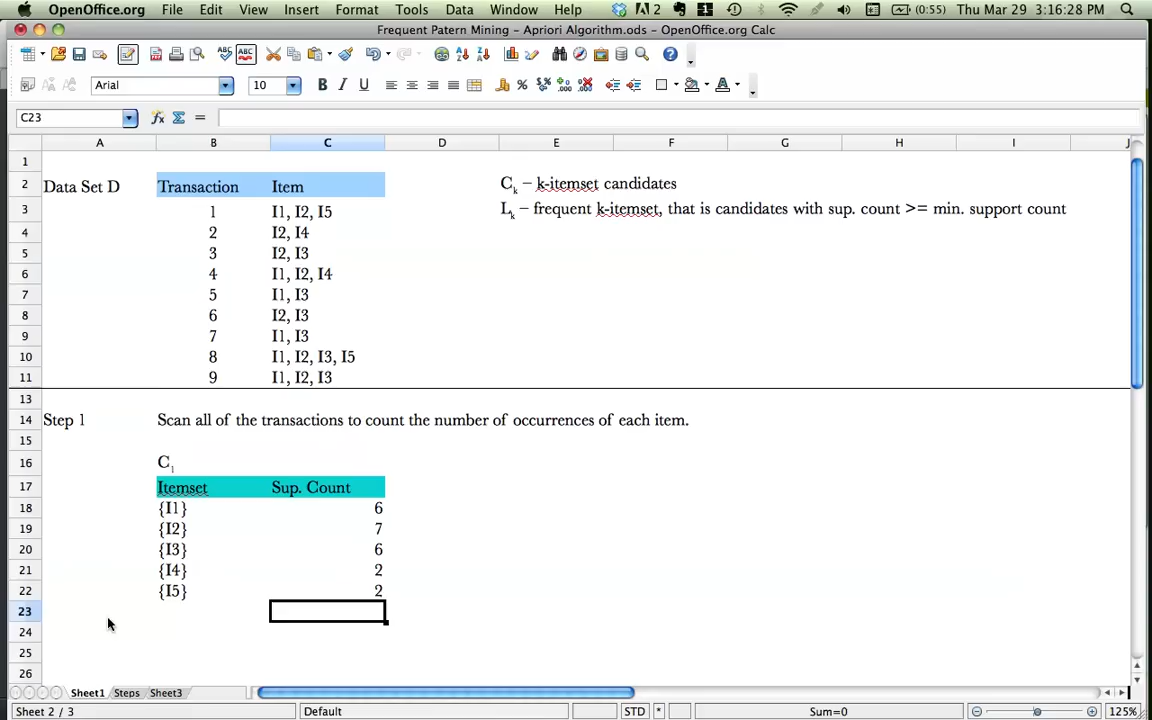 OpenOffice.org File Edit View Insert Format Tools Data Window Help 2 1 (0:55) Thu Mar 29 3:16:28 PM
Frequent Patern Mining - Apriori Algorithm.ods - OpenOffice.org Calc
Arial 10 B I U
C23
A B C D E F G H I J
1
2 Data Set D Transaction Item Ck – k-itemset candidates
3 1 I1, I2, I5 Lk – frequent k-itemset, that is candidates with sup. count >= min. support count
4 2 I2, I4
5 3 I2, I3
6 4 I1, I2, I4
7 5 I1, I3
8 6 I2, I3
9 7 I1, I3
10 8 I1, I2, I3, I5
11 9 I1, I2, I3
13
14 Step 1 Scan all of the transactions to count the number of occurrences of each item.
15
16 C1
17 Itemset Sup. Count
18 {I1} 6
19 {I2} 7
20 {I3} 6
21 {I4} 2
22 {I5} 2
23
24
25
26
Sheet1 Steps Sheet3
Sheet 2 / 3 Default STD * Sum=0 125%